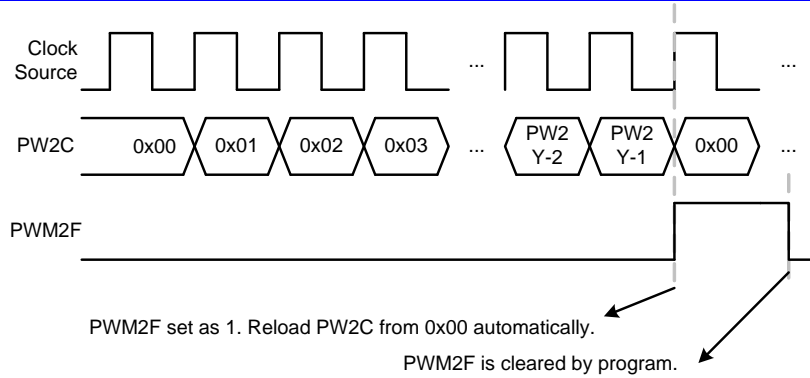 Clock
Source
...
...
PW2C
0x00
0x01
0x02
0x03
...
PW2
Y-2
PW2
Y-1
0x00
...
PWM2F
PWM2F set as 1. Reload PW2C from 0x00 automatically.
PWM2F is cleared by program.